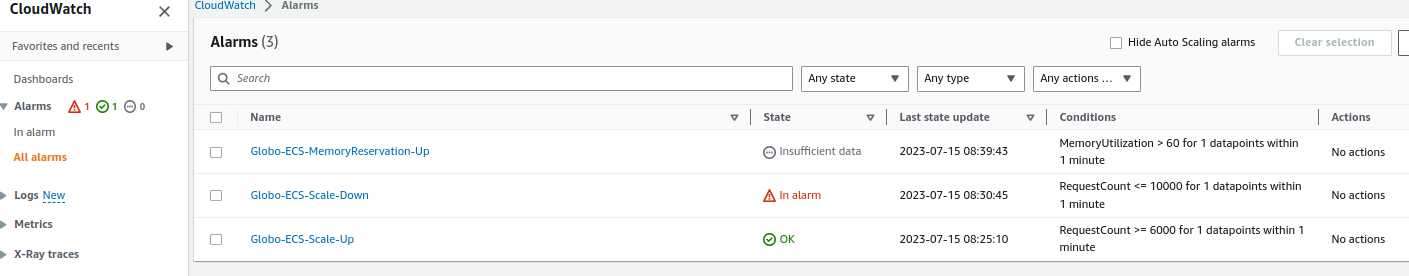 CloudWatch
Favorites and recents
Dashboards
Alarms 1 1 0
In alarm
All alarms
Logs New
Metrics
X-Ray traces
CloudWatch > Alarms
Alarms (3)
Hide Auto Scaling alarms
Clear selection
Search
Any state
Any type
Any actions ...
Name State Last state update Conditions Actions
Globo-ECS-MemoryReservation-Up Insufficient data 2023-07-15 08:39:43 MemoryUtilization > 60 for 1 datapoints within No actions
1 minute
Globo-ECS-Scale-Down In alarm 2023-07-15 08:30:45 RequestCount <= 10000 for 1 datapoints within No actions
1 minute
Globo-ECS-Scale-Up OK 2023-07-15 08:25:10 RequestCount >= 6000 for 1 datapoints within 1 No actions
minute